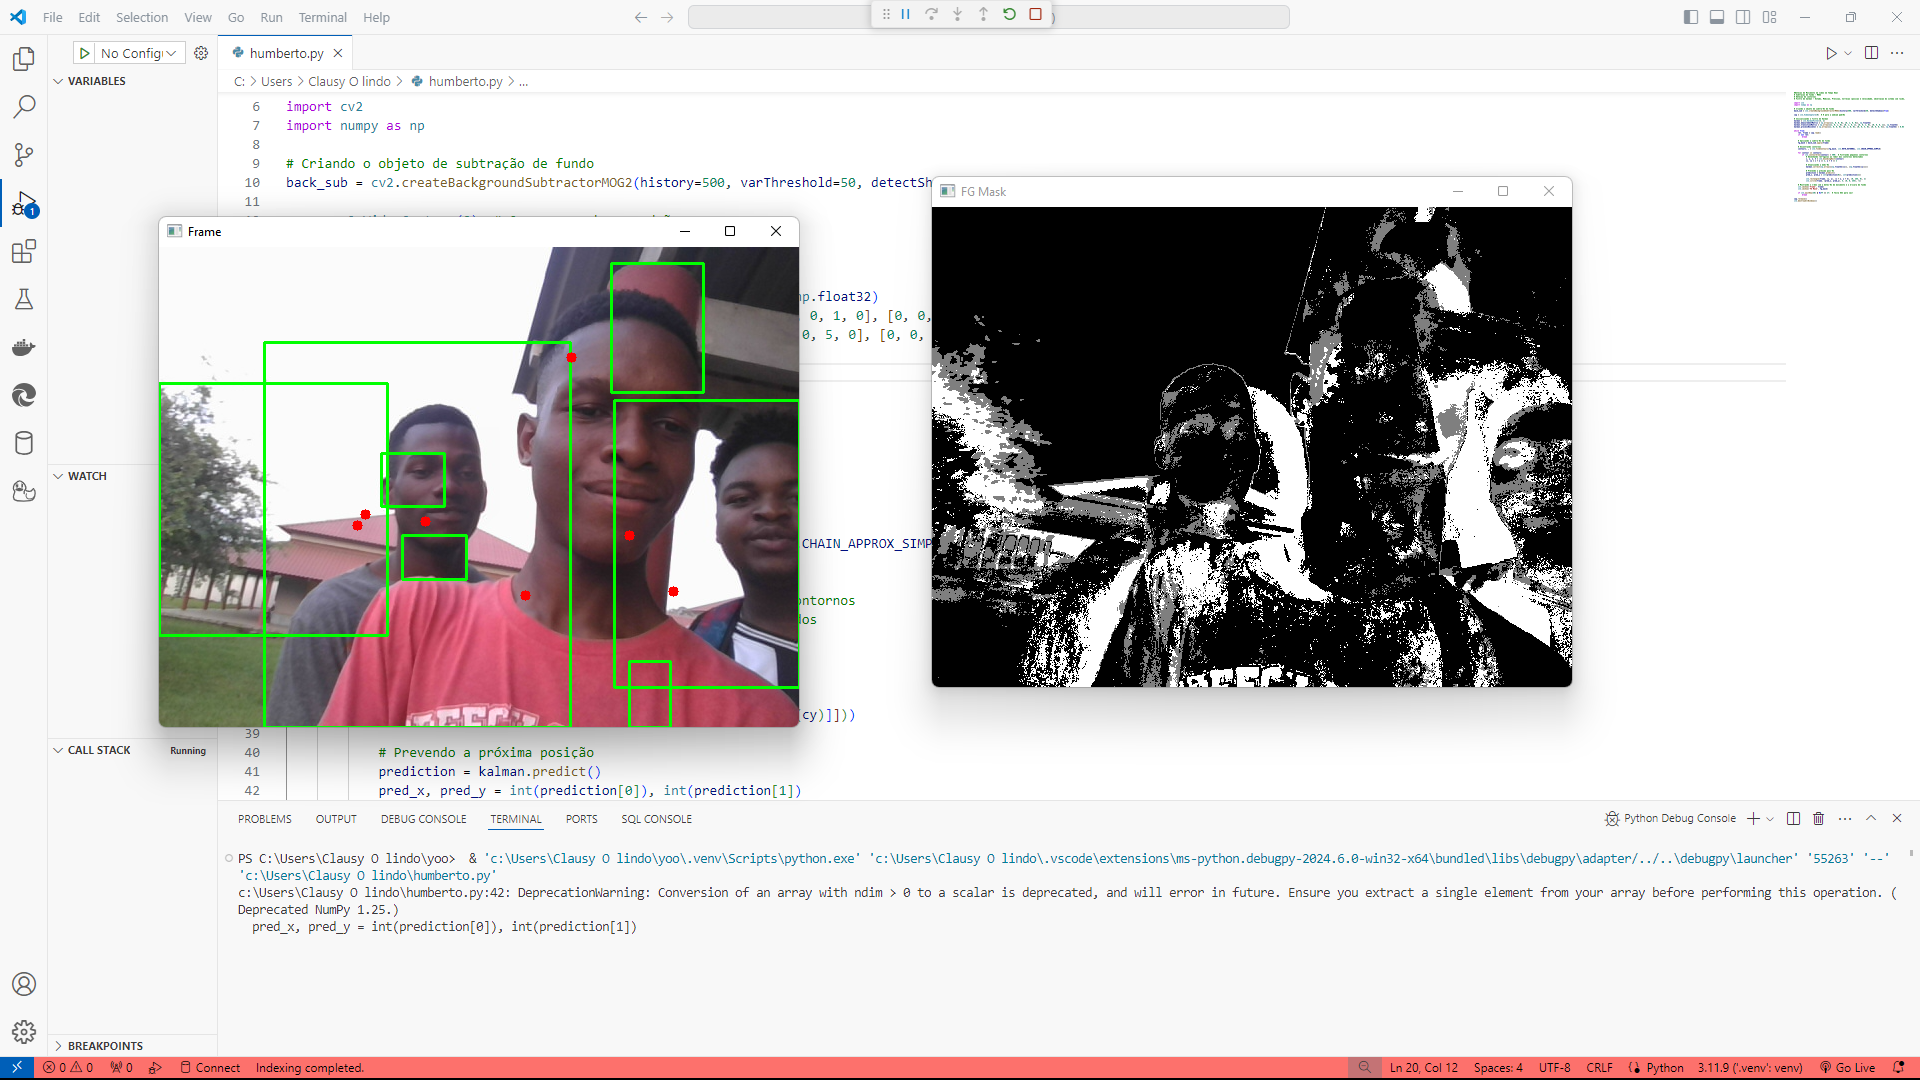 File Edit Selection View Go Run Terminal Help
No Config
humberto.py
VARIABLES
C: > Users > Clausy O lindo > humberto.py > ...
6 import cv2
7 import numpy as np
8
9 # Criando o objeto de subtração de fundo
10 back_sub = cv2.createBackgroundSubtractorMOG2(history=500, varThreshold=50, detectSh
11
Frame
FG Mask
np.float32)
0, 1, 0], [0, 0,
0, 5, 0], [0, 0,
WATCH
CHAIN_APPROX_SIMP
ontornos
dos
cy)]]))
39
CALL STACK Running
40 # Prevendo a próxima posição
41 prediction = kalman.predict()
42 pred_x, pred_y = int(prediction[0]), int(prediction[1])
PROBLEMS OUTPUT DEBUG CONSOLE TERMINAL PORTS SQL CONSOLE
Python Debug Console
PS C:\Users\Clausy O lindo\yoo> & 'c:\Users\Clausy O lindo\yoo\.venv\Scripts\python.exe' 'c:\Users\Clausy O lindo\.vscode\extensions\ms-python.debugpy-2024.6.0-win32-x64\bundled\libs\debugpy\adapter/../..\debugpy\launcher' '55263' '--'
'c:\Users\Clausy O lindo\humberto.py'
c:\Users\Clausy O lindo\humberto.py:42: DeprecationWarning: Conversion of an array with ndim > 0 to a scalar is deprecated, and will error in future. Ensure you extract a single element from your array before performing this operation. (
Deprecated NumPy 1.25.)
pred_x, pred_y = int(prediction[0]), int(prediction[1])
BREAKPOINTS
0 0 0 Connect Indexing completed.
Ln 20, Col 12 Spaces: 4 UTF-8 CRLF Python 3.11.9 ('.venv': venv) Go Live